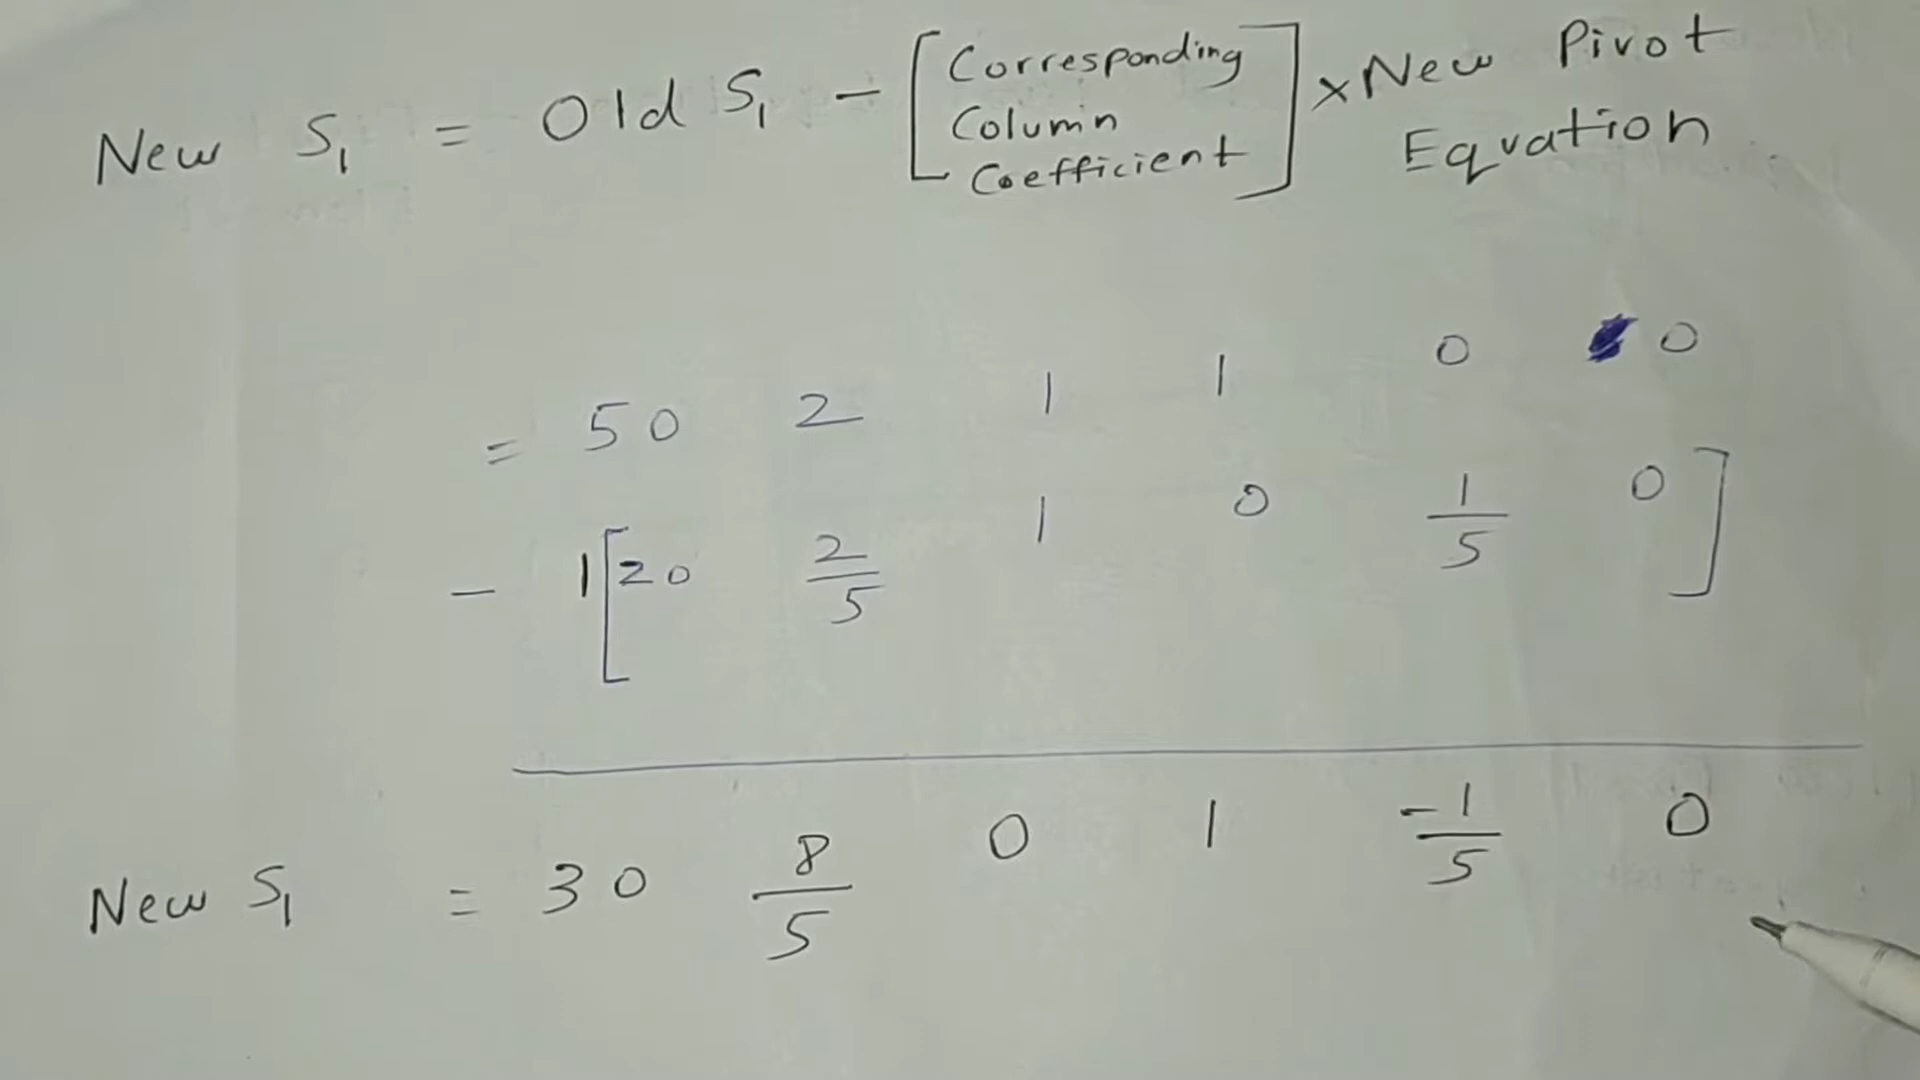 New S₁ = Old S₁ - [Corresponding Column Coefficient] × New Pivot Equation
= 50 2 1 1 0 0
- 1[20 2/5 1 0 1/5 0]
New S₁ = 30 8/5 0 1 -1/5 0